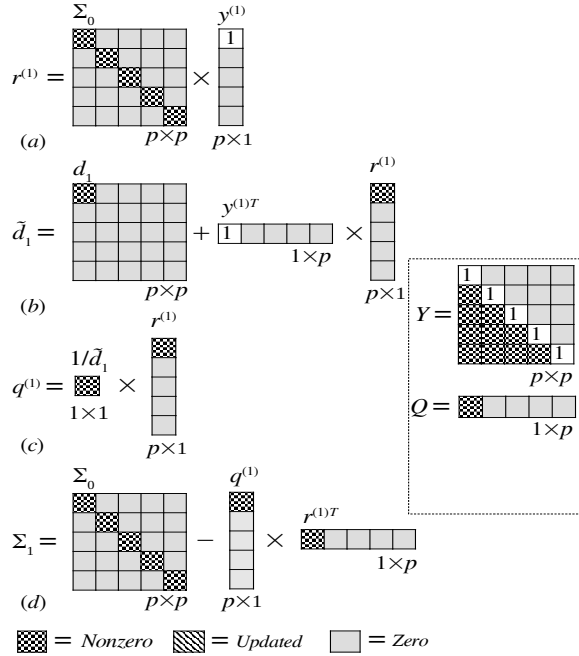 Σ₀ y⁽¹⁾
r⁽¹⁾ = × 1
p×p
(a) p×1
d₁ r⁽¹⁾
y⁽¹⁾ᵀ
d̃₁ = + 1 ×
1×p
p×p
(b) p×1
r⁽¹⁾
1/d̃₁
q⁽¹⁾ = ×
1×1
(c) p×1
1
1
Y= 1
1
1
p×p
Q=
1×p
Σ₀ q⁽¹⁾
r⁽¹⁾ᵀ
Σ₁ = − ×
1×p
p×p
(d) p×1
= Nonzero = Updated = Zero